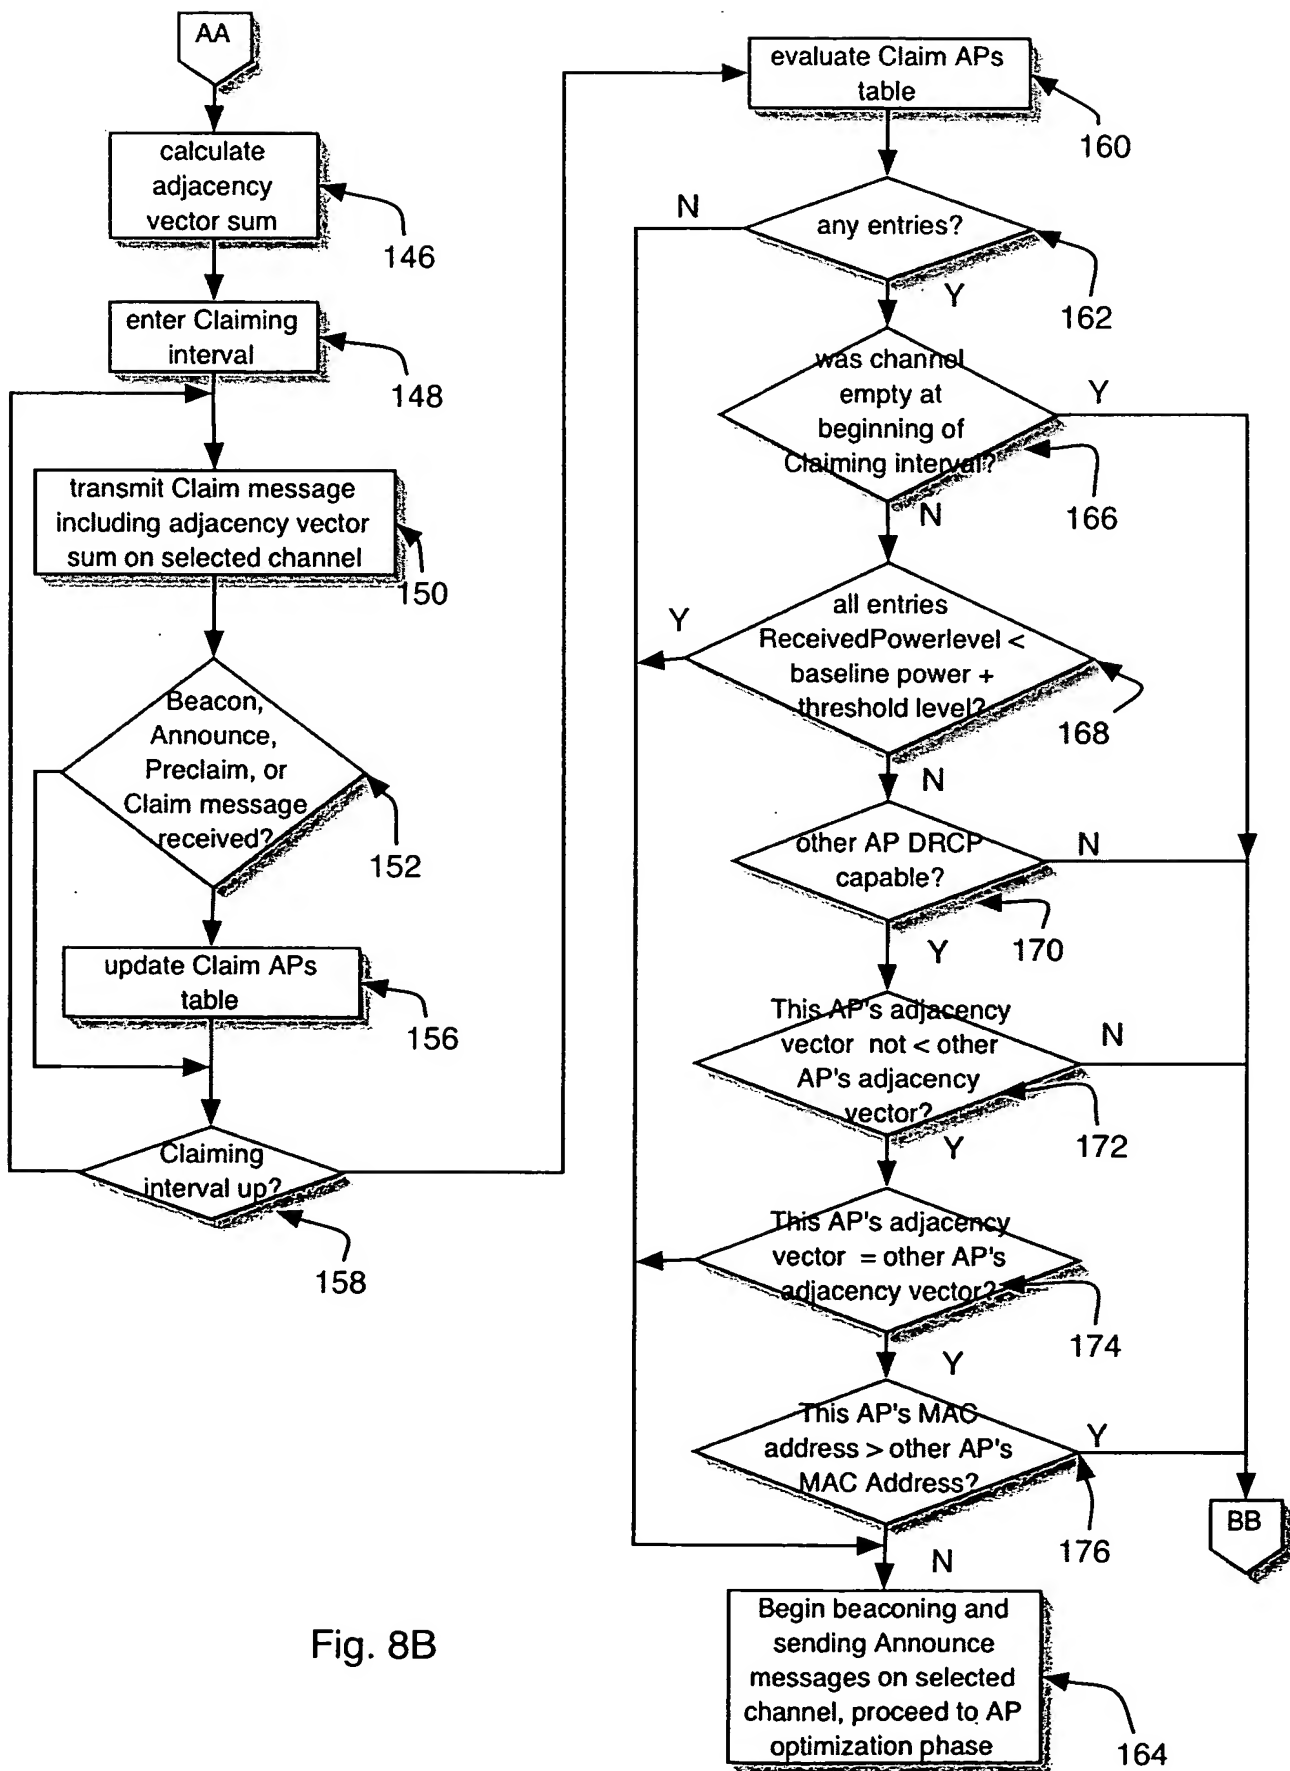 AA
calculate
adjacency
vector sum
146
enter Claiming
interval
148
transmit Claim message
including adjacency vector
sum on selected channel
150
Beacon,
Announce,
Preclaim, or
Claim message
received?
152
update Claim APs
table
156
Claiming
interval up?
158
evaluate Claim APs
table
160
N
any entries?
Y
162
was channel
empty at
beginning of
Claiming interval?
Y
N
166
all entries
ReceivedPowerlevel <
baseline power +
threshold level?
Y
168
N
other AP DRCP
capable?
N
Y
170
This AP's adjacency
vector not < other
AP's adjacency
vector?
N
Y
172
This AP's adjacency
vector = other AP's
adjacency vector?
174
Y
This AP's MAC
address > other AP's
MAC Address?
Y
176
BB
N
Begin beaconing and
sending Announce
messages on selected
channel, proceed to AP
optimization phase
164
Fig. 8B